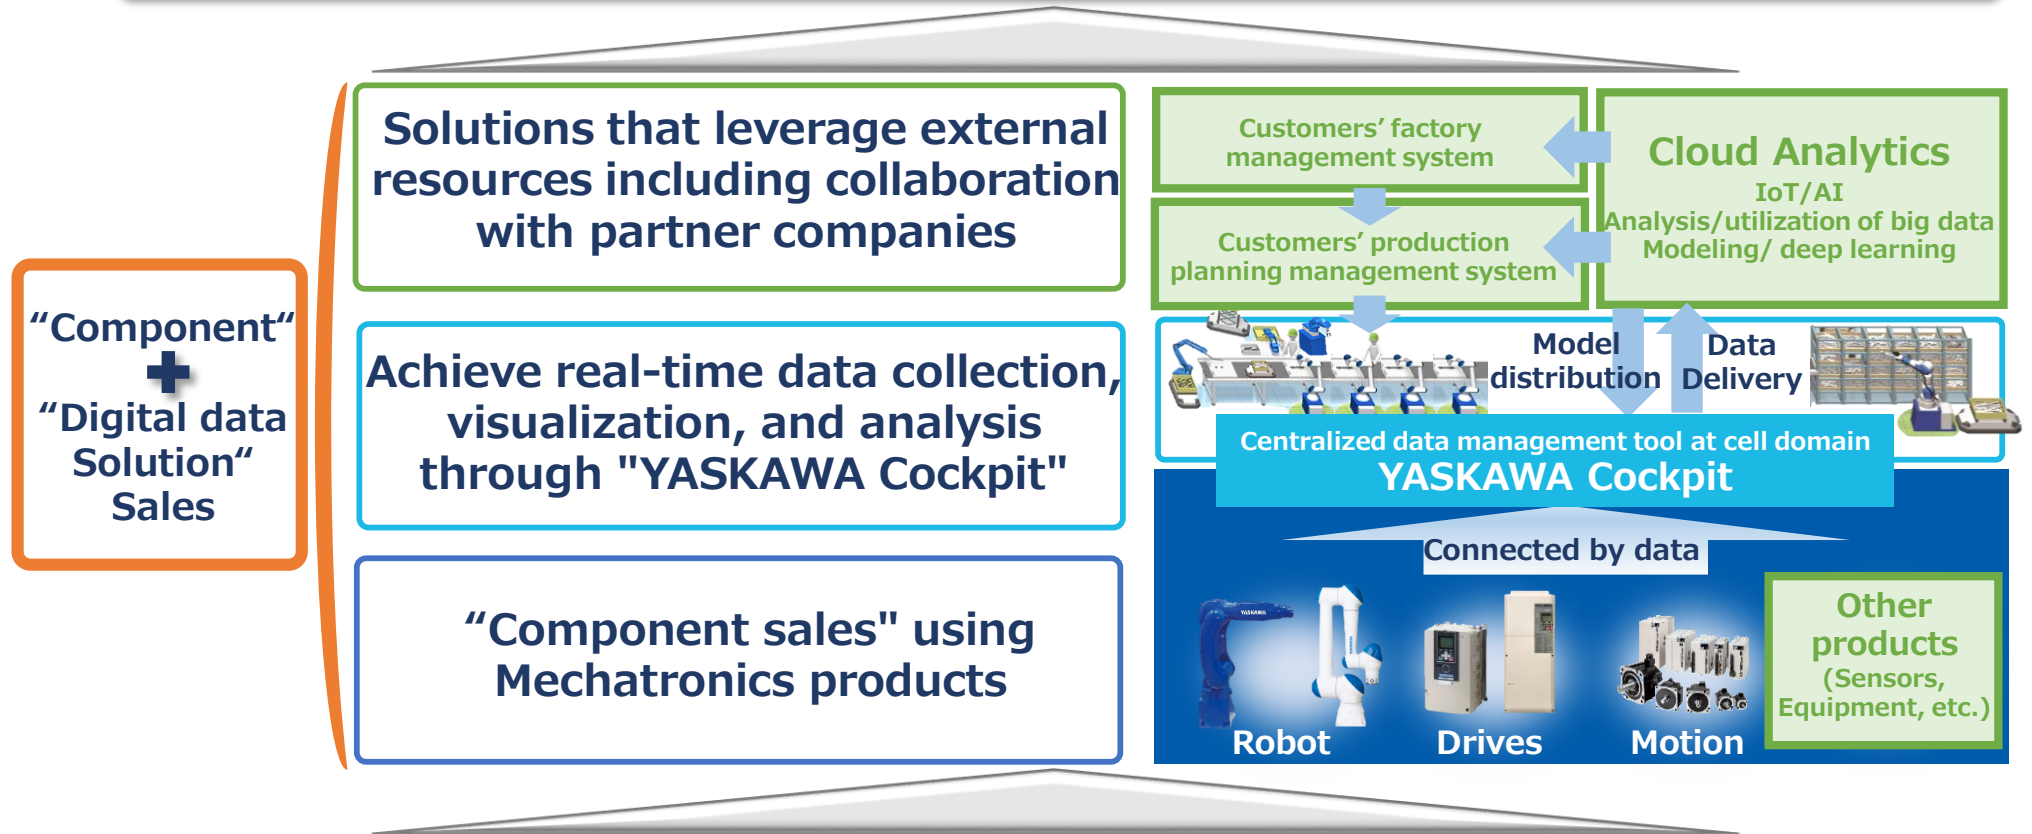 “Component“
+
“Digital data
Solution“
Sales
Solutions that leverage external
resources including collaboration
with partner companies
Achieve real-time data collection,
visualization, and analysis
through "YASKAWA Cockpit"
“Component sales" using
Mechatronics products
Customers’ factory
management system
Customers’ production
planning management system
Cloud Analytics
IoT/AI
Analysis/utilization of big data
Modeling/ deep learning
Model
distribution
Data
Delivery
Centralized data management tool at cell domain
YASKAWA Cockpit
Connected by data
YASKAWA
Robot
Drives
Motion
Other
products
(Sensors,
Equipment, etc.)